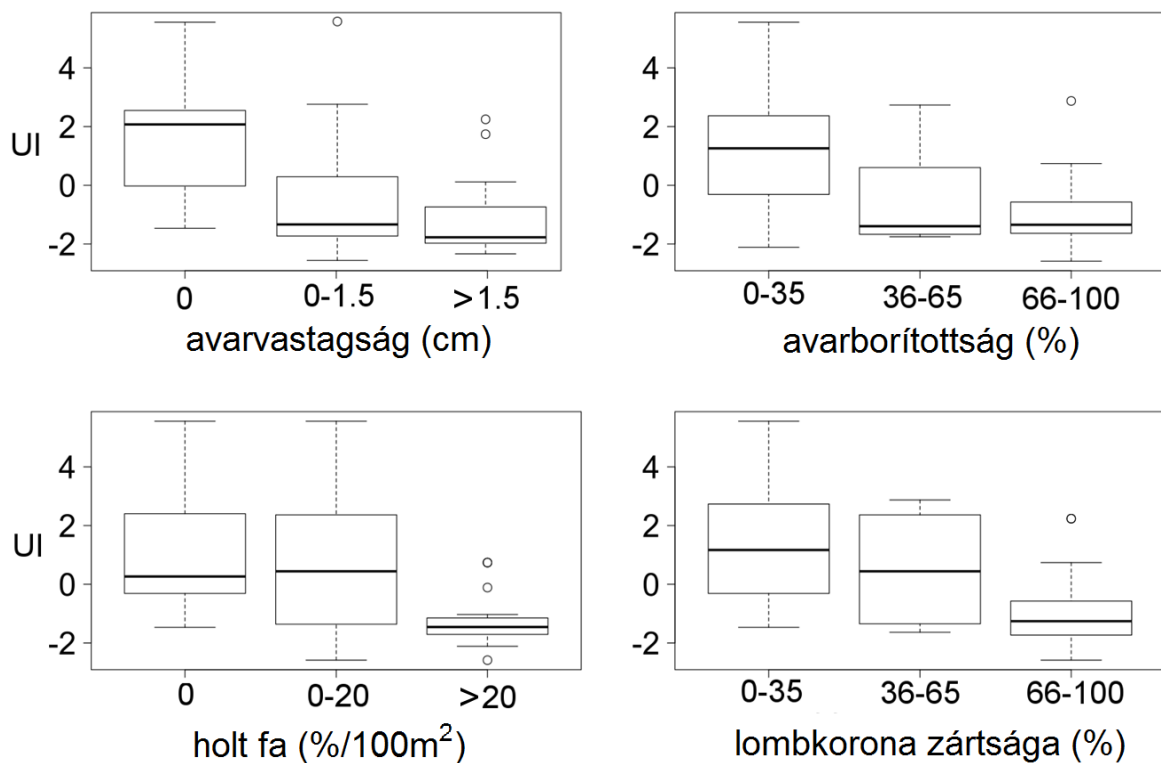 4
2
UI
0
-2
0 0-1.5 >1.5
avarvastagság (cm)
4
2
0
-2
0-35 36-65 66-100
avarborítottság (%)
4
2
UI
0
-2
0 0-20 >20
holt fa (%/100m²)
4
2
0
-2
0-35 36-65 66-100
lombkorona zártsága (%)